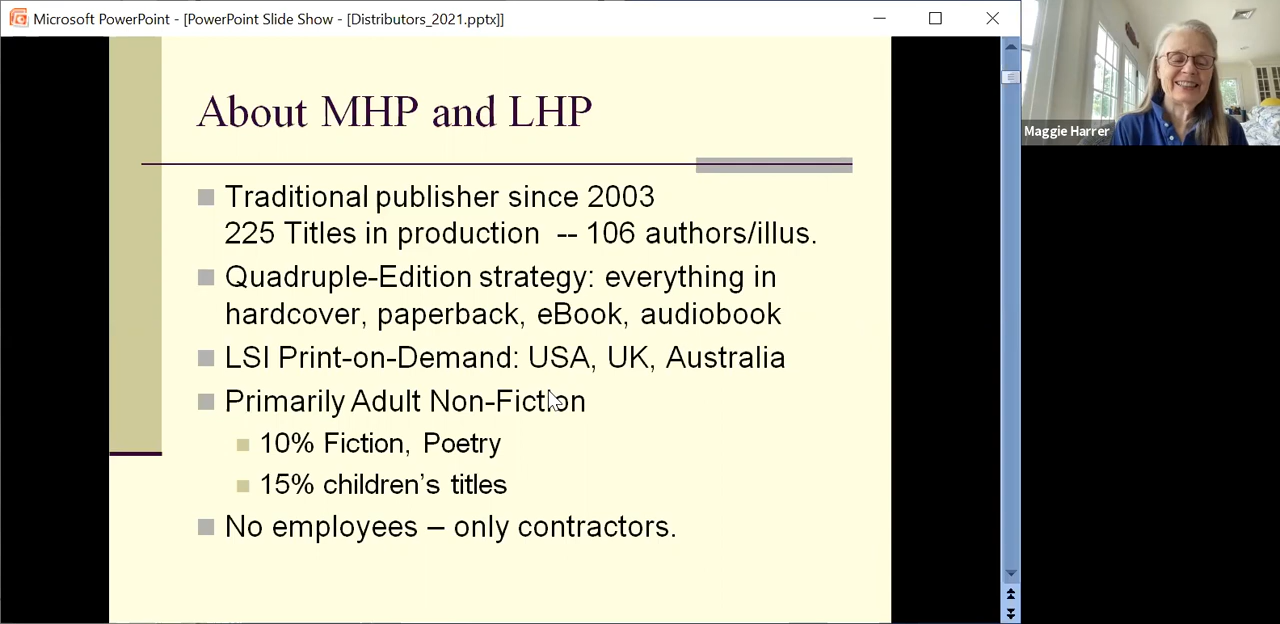 Microsoft PowerPoint - [PowerPoint Slide Show - [Distributors_2021.pptx]]
About MHP and LHP
Traditional publisher since 2003
225 Titles in production -- 106 authors/illus.
Quadruple-Edition strategy: everything in
hardcover, paperback, eBook, audiobook
LSI Print-on-Demand: USA, UK, Australia
Primarily Adult Non-Fiction
10% Fiction, Poetry
15% children's titles
No employees – only contractors.
Maggie Harrer